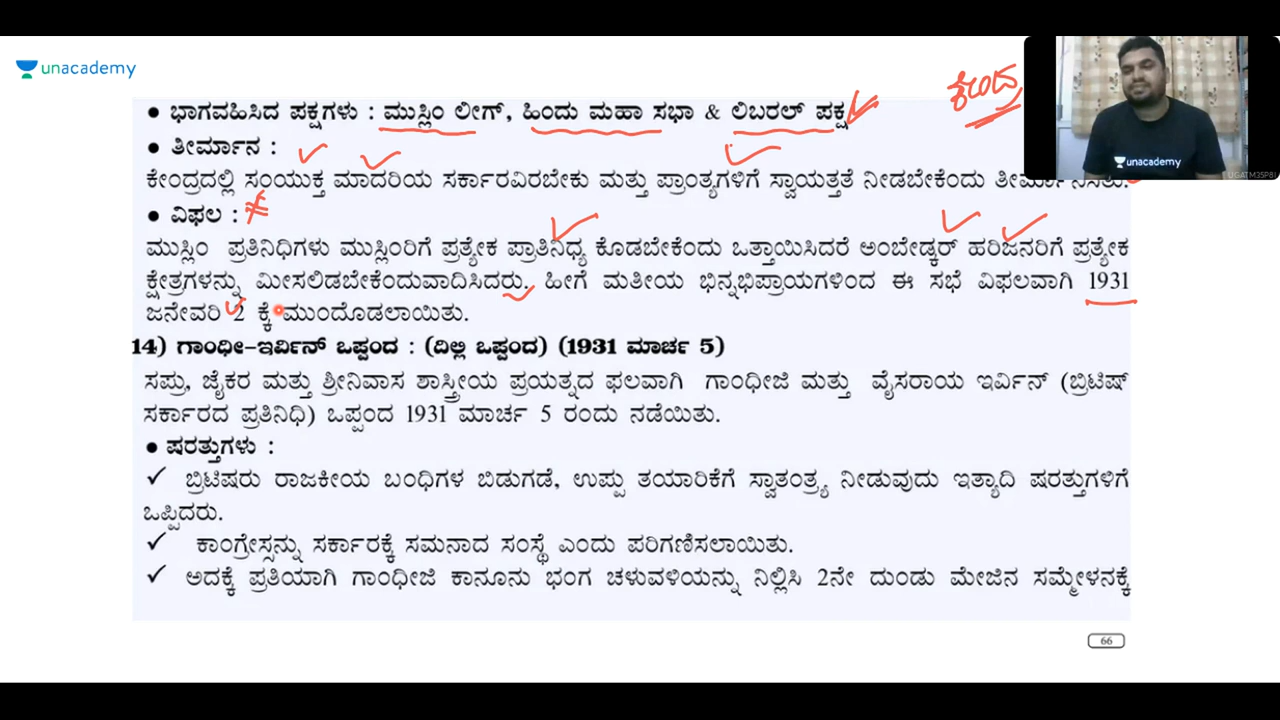 unacademy
ಕೇಂದ್ರ
unacademy
• ಭಾಗವಹಿಸಿದ ಪಕ್ಷಗಳು : ಮುಸ್ಲಿಂ ಲೀಗ್, ಹಿಂದು ಮಹಾ ಸಭಾ & ಲಿಬರಲ್ ಪಕ್ಷ
• ತೀರ್ಮಾನ :
ಕೇಂದ್ರದಲ್ಲಿ ಸಂಯುಕ್ತ ಮಾದರಿಯ ಸರ್ಕಾರವಿರಬೇಕು ಮತ್ತು ಪ್ರಾಂತ್ಯಗಳಿಗೆ ಸ್ವಾಯತ್ತತೆ ನೀಡಬೇಕೆಂದು ತೀರ್ಮಾನಿಸಿತು.
• ವಿಫಲ :
ಮುಸ್ಲಿಂ ಪ್ರತಿನಿಧಿಗಳು ಮುಸ್ಲಿಂರಿಗೆ ಪ್ರತ್ಯೇಕ ಪ್ರಾತಿನಿಧ್ಯ ಕೊಡಬೇಕೆಂದು ಒತ್ತಾಯಿಸಿದರೆ ಅಂಬೇಡ್ಕರ್ ಹರಿಜನರಿಗೆ ಪ್ರತ್ಯೇಕ
ಕ್ಷೇತ್ರಗಳನ್ನು ಮೀಸಲಿಡಬೇಕೆಂದುವಾದಿಸಿದರು. ಹೀಗೆ ಮತೀಯ ಭಿನ್ನಭಿಪ್ರಾಯಗಳಿಂದ ಈ ಸಭೆ ವಿಫಲವಾಗಿ 1931
ಜನೇವರಿ 2 ಕ್ಕೆ ಮುಂದೊಡಲಾಯಿತು.
14) ಗಾಂಧೀ-ಇರ್ವಿನ್ ಒಪ್ಪಂದ : (ದಿಲ್ಲಿ ಒಪ್ಪಂದ) (1931 ಮಾರ್ಚ 5)
ಸಪ್ರು, ಜೈಕರ ಮತ್ತು ಶ್ರೀನಿವಾಸ ಶಾಸ್ತ್ರೀಯ ಪ್ರಯತ್ನದ ಫಲವಾಗಿ ಗಾಂಧೀಜಿ ಮತ್ತು ವೈಸರಾಯ ಇರ್ವಿನ್ (ಬ್ರಿಟಿಷ್
ಸರ್ಕಾರದ ಪ್ರತಿನಿಧಿ) ಒಪ್ಪಂದ 1931 ಮಾರ್ಚ 5 ರಂದು ನಡೆಯಿತು.
• ಷರತ್ತುಗಳು :
✓ ಬ್ರಿಟಿಷರು ರಾಜಕೀಯ ಬಂಧಿಗಳ ಬಿಡುಗಡೆ, ಉಪ್ಪು ತಯಾರಿಕೆಗೆ ಸ್ವಾತಂತ್ರ್ಯ ನೀಡುವುದು ಇತ್ಯಾದಿ ಷರತ್ತುಗಳಿಗೆ
ಒಪ್ಪಿದರು.
✓ ಕಾಂಗ್ರೇಸ್ಸನ್ನು ಸರ್ಕಾರಕ್ಕೆ ಸಮನಾದ ಸಂಸ್ಥೆ ಎಂದು ಪರಿಗಣಿಸಲಾಯಿತು.
✓ ಅದಕ್ಕೆ ಪ್ರತಿಯಾಗಿ ಗಾಂಧೀಜಿ ಕಾನೂನು ಭಂಗ ಚಳುವಳಿಯನ್ನು ನಿಲ್ಲಿಸಿ 2ನೇ ದುಂಡು ಮೇಜಿನ ಸಮ್ಮೇಳನಕ್ಕೆ
66